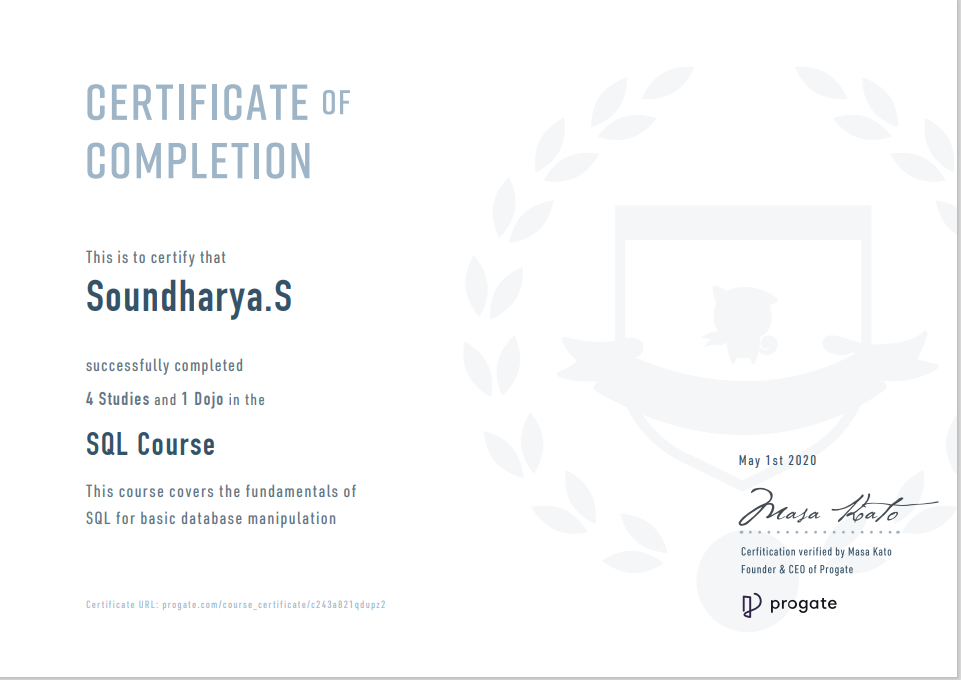 CERTIFICATE OF
COMPLETION
This is to certify that
Soundharya.S
successfully completed
4 Studies and 1 Dojo in the
SQL Course
This course covers the fundamentals of
SQL for basic database manipulation
Certificate URL: progate.com/course_certificate/c243a821qdupz2
May 1st 2020
Masa Kato
Cerfitication verified by Masa Kato
Founder & CEO of Progate
progate